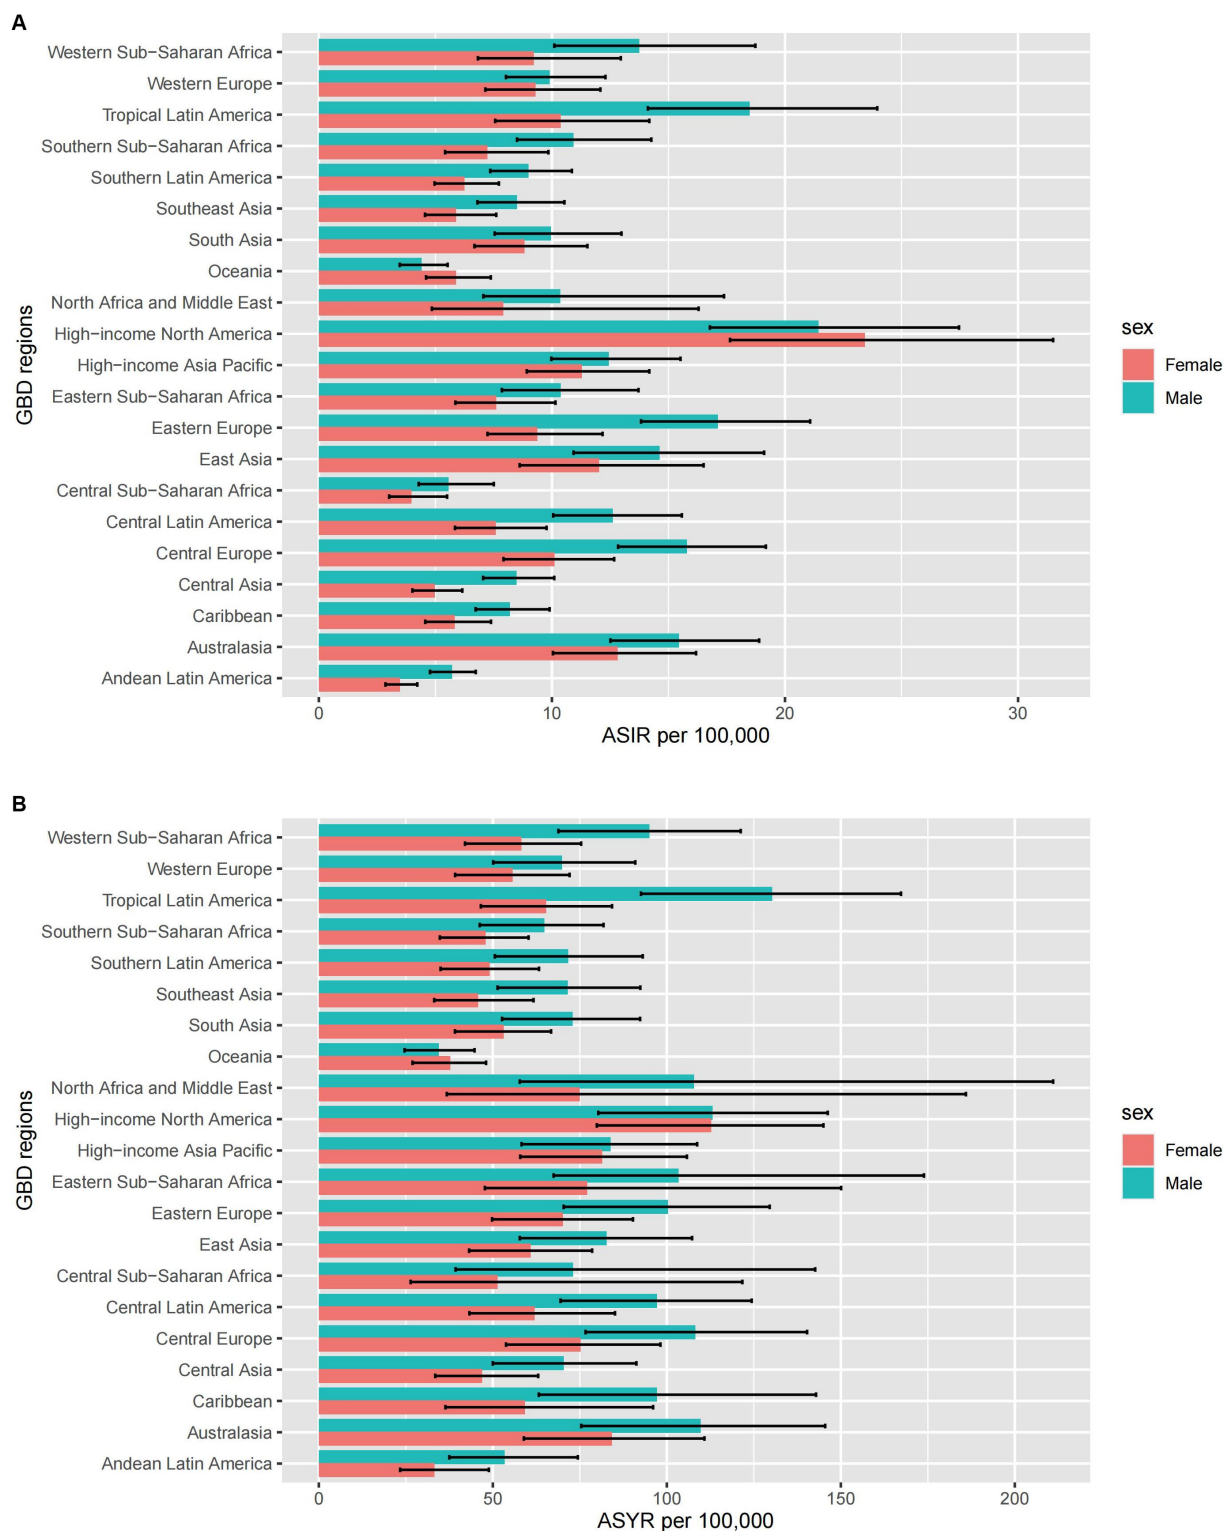 A
Western Sub−Saharan Africa
Western Europe
Tropical Latin America
Southern Sub−Saharan Africa
Southern Latin America
Southeast Asia
South Asia
Oceania
North Africa and Middle East
High−income North America
High−income Asia Pacific
Eastern Sub−Saharan Africa
Eastern Europe
East Asia
Central Sub−Saharan Africa
Central Latin America
Central Europe
Central Asia
Caribbean
Australasia
Andean Latin America
GBD regions
0 10 20 30
ASIR per 100,000
sex
Female
Male
B
Western Sub−Saharan Africa
Western Europe
Tropical Latin America
Southern Sub−Saharan Africa
Southern Latin America
Southeast Asia
South Asia
Oceania
North Africa and Middle East
High−income North America
High−income Asia Pacific
Eastern Sub−Saharan Africa
Eastern Europe
East Asia
Central Sub−Saharan Africa
Central Latin America
Central Europe
Central Asia
Caribbean
Australasia
Andean Latin America
GBD regions
0 50 100 150 200
ASYR per 100,000
sex
Female
Male